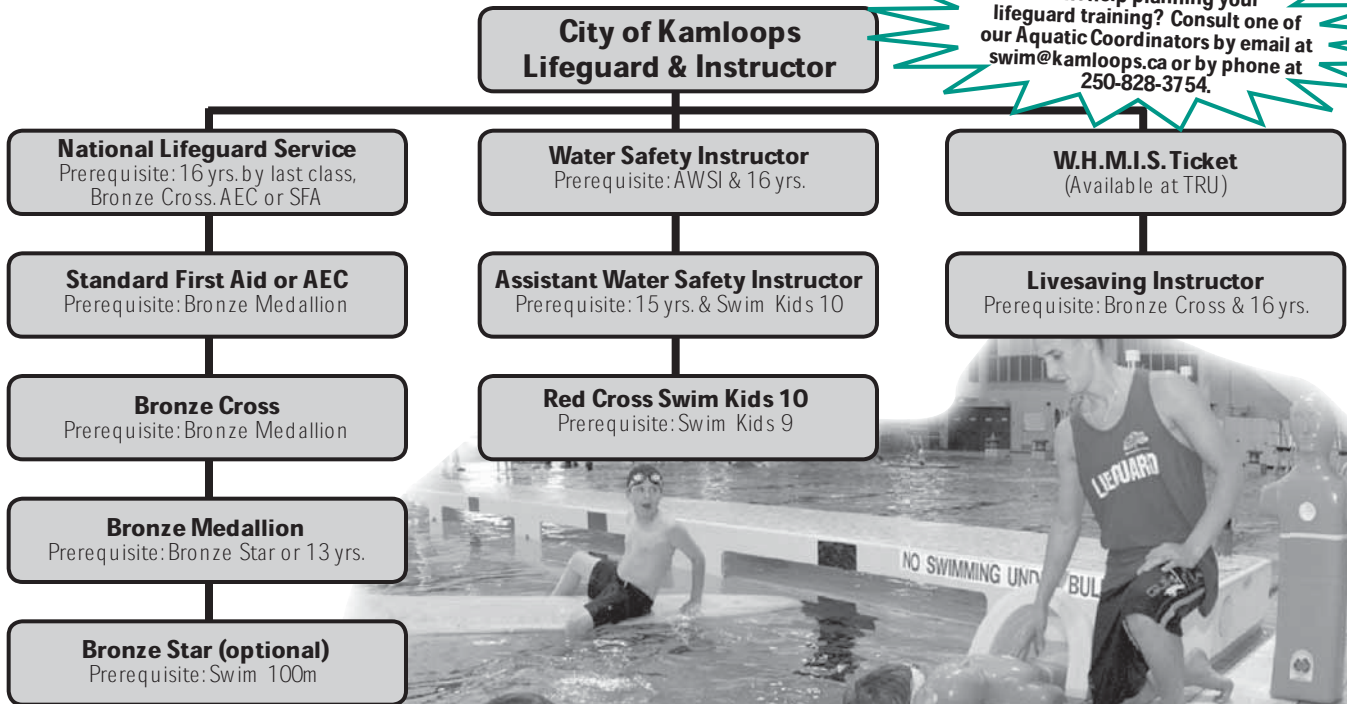 help planning your
lifeguard training? Consult one of
our Aquatic Coordinators by email at
swim@kamloops.ca or by phone at
250-828-3754.
City of Kamloops
Lifeguard & Instructor
National Lifeguard Service
Prerequisite: 16 yrs. by last class,
Bronze Cross. AEC or SFA
Water Safety Instructor
Prerequisite: AWSI & 16 yrs.
W.H.M.I.S. Ticket
(Available at TRU)
Standard First Aid or AEC
Prerequisite: Bronze Medallion
Assistant Water Safety Instructor
Prerequisite: 15 yrs. & Swim Kids 10
Livesaving Instructor
Prerequisite: Bronze Cross & 16 yrs.
Bronze Cross
Prerequisite: Bronze Medallion
Red Cross Swim Kids 10
Prerequisite: Swim Kids 9
Bronze Medallion
Prerequisite: Bronze Star or 13 yrs.
Bronze Star (optional)
Prerequisite: Swim 100m
LIFEGUARD
NO SWIMMING UND BUL